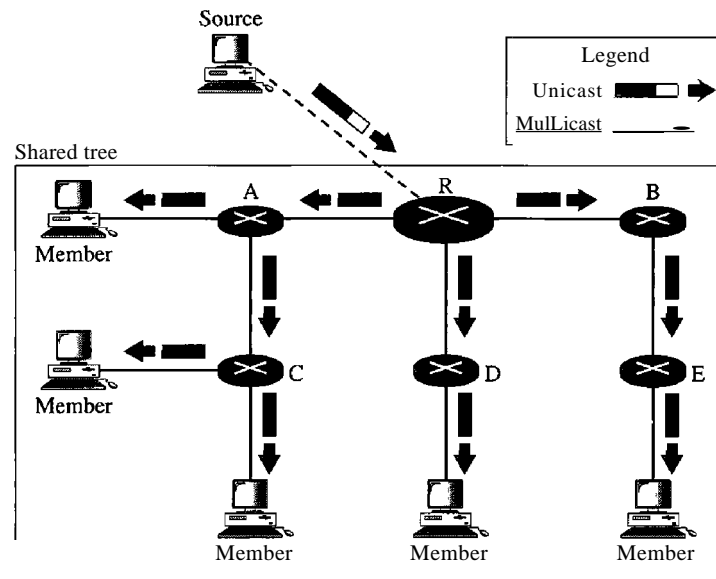 Source
Legend
Unicast
MulLicast
Shared tree
A
R
B
Member
C
D
E
Member
Member
Member
Member